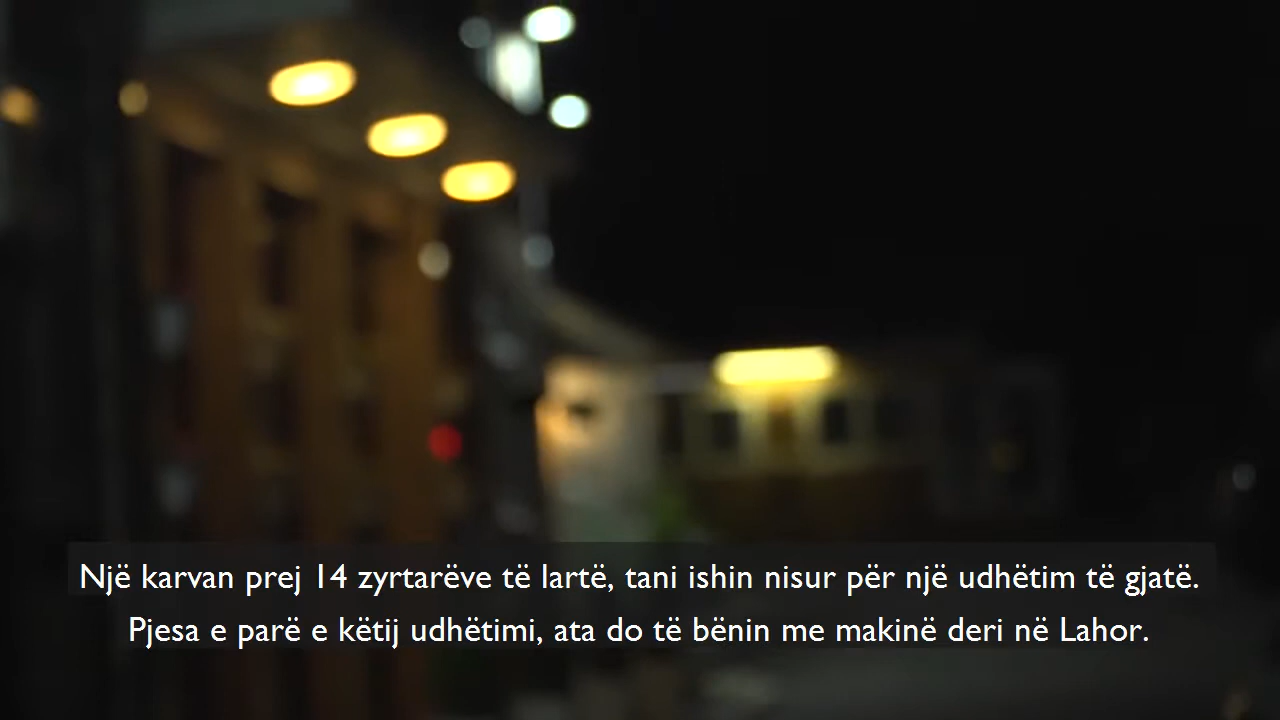 Një karvan prej 14 zyrtarëve të lartë, tani ishin nisur për një udhëtim të gjatë.
Pjesa e parë e këtij udhëtimi, ata do të bënin me makinë deri në Lahor.